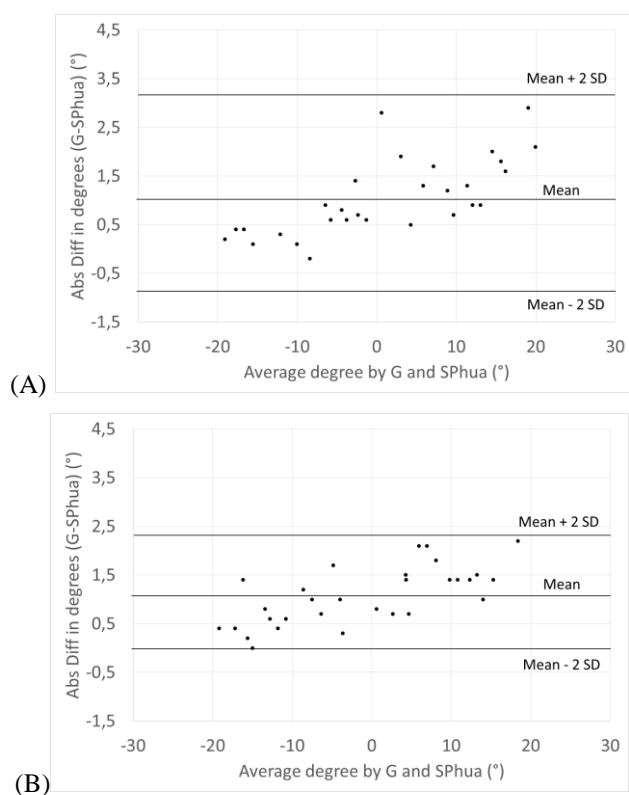 4,5
3,5
2,5
1,5
0,5
-0,5
-1,5
Abs Diff in degrees (G-SPhua) (°)
Mean + 2 SD
Mean
Mean - 2 SD
-30 -20 -10 0 10 20 30
Average degree by G and SPhua (°)
(A)
4,5
3,5
2,5
1,5
0,5
-0,5
-1,5
Abs Diff in degrees (G-SPhua) (°)
Mean + 2 SD
Mean
Mean - 2 SD
-30 -20 -10 0 10 20 30
Average degree by G and SPhua (°)
(B)